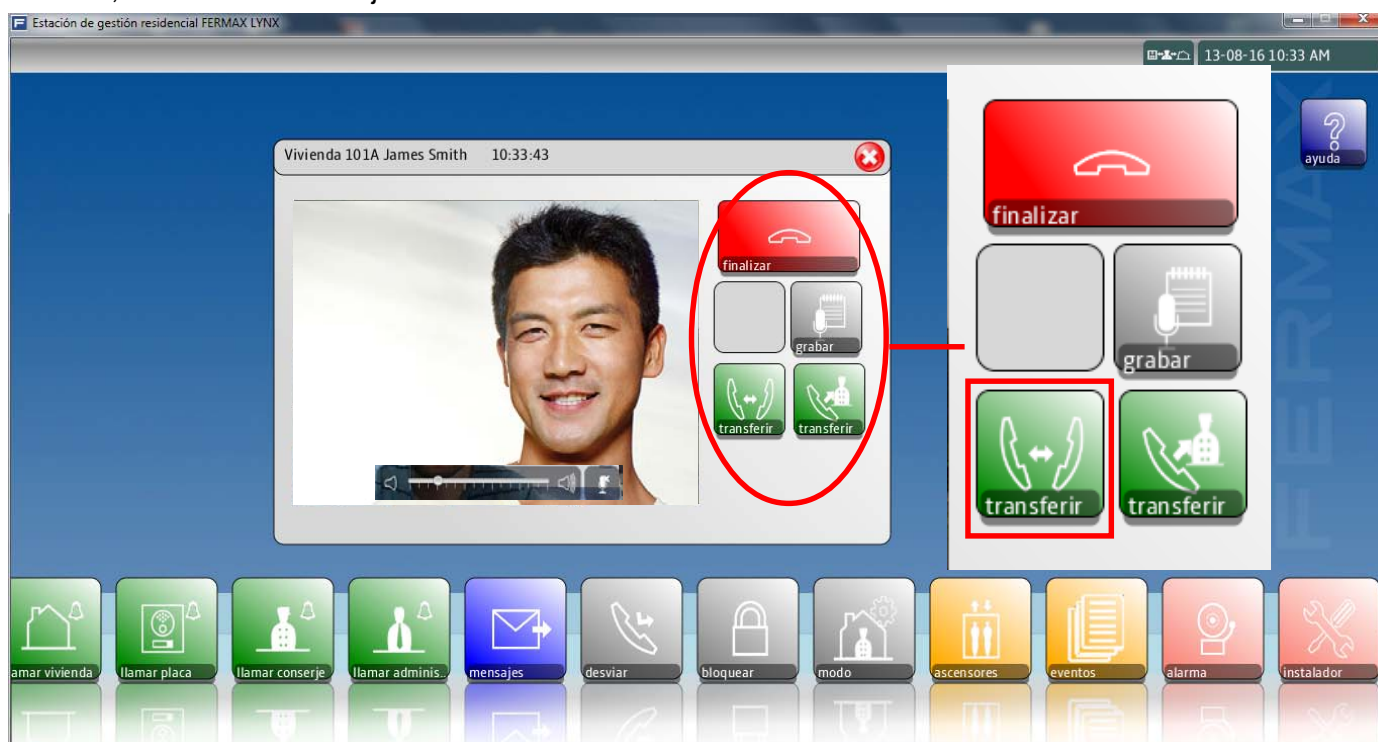 Estación de gestión residencial FERMAX LYNX
13-08-16 10:33 AM
ayuda
Vivienda 101A James Smith 10:33:43
finalizar
grabar
transferir transferir
finalizar
grabar
transferir transferir
FERMAX
amar vivienda llamar placa llamar conserje llamar adminis.. mensajes desviar bloquear modo ascensores eventos alarma instalador